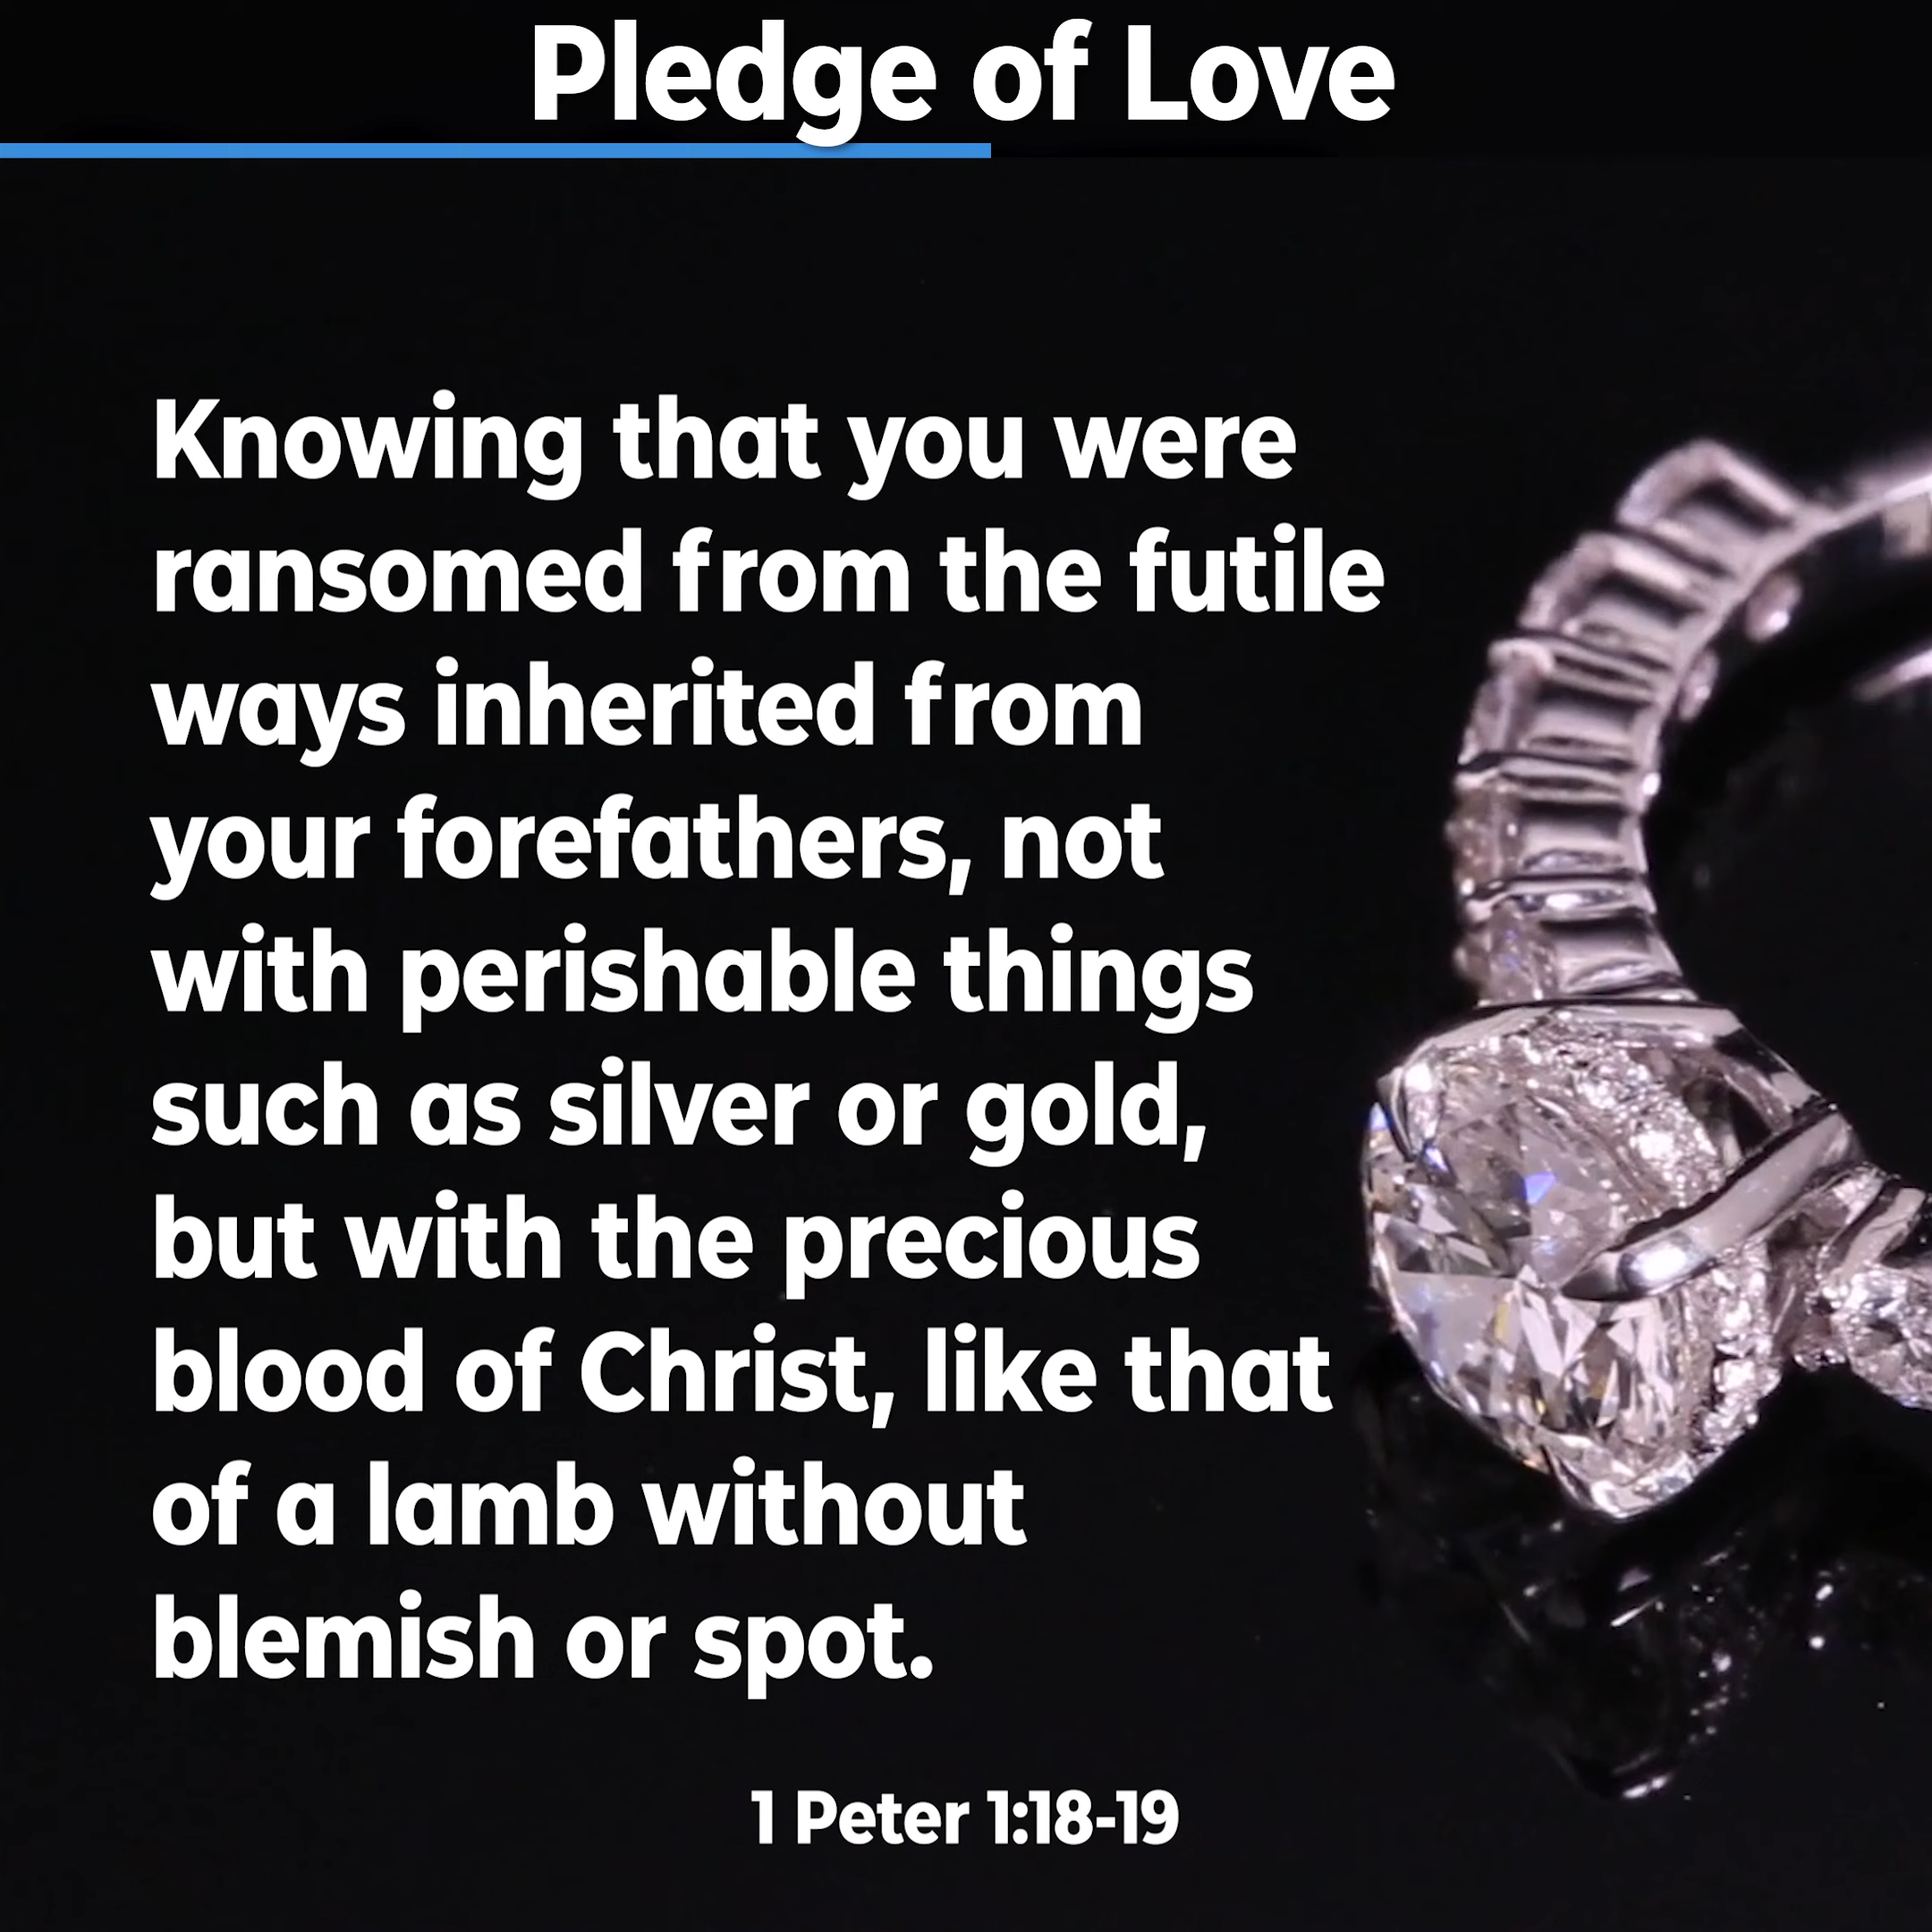 Pledge of Love
Knowing that you were
ransomed from the futile
ways inherited from
your forefathers, not
with perishable things
such as silver or gold,
but with the precious
blood of Christ, like that
of a lamb without
blemish or spot.
1 Peter 1:18-19